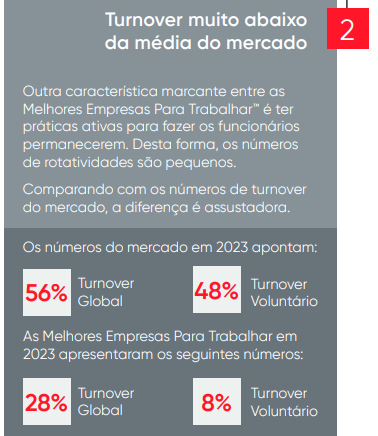 Turnover muito abaixo
da média do mercado
2
Outra característica marcante entre as
Melhores Empresas Para Trabalhar™ é ter
práticas ativas para fazer os funcionários
permanecerem. Desta forma, os números
de rotatividades são pequenos.
Comparando com os números de turnover
do mercado, a diferença é assustadora.
Os números do mercado em 2023 apontam:
56% Turnover
Global
48% Turnover
Voluntário
As Melhores Empresas Para Trabalhar em
2023 apresentaram os seguintes números:
28% Turnover
Global
8% Turnover
Voluntário